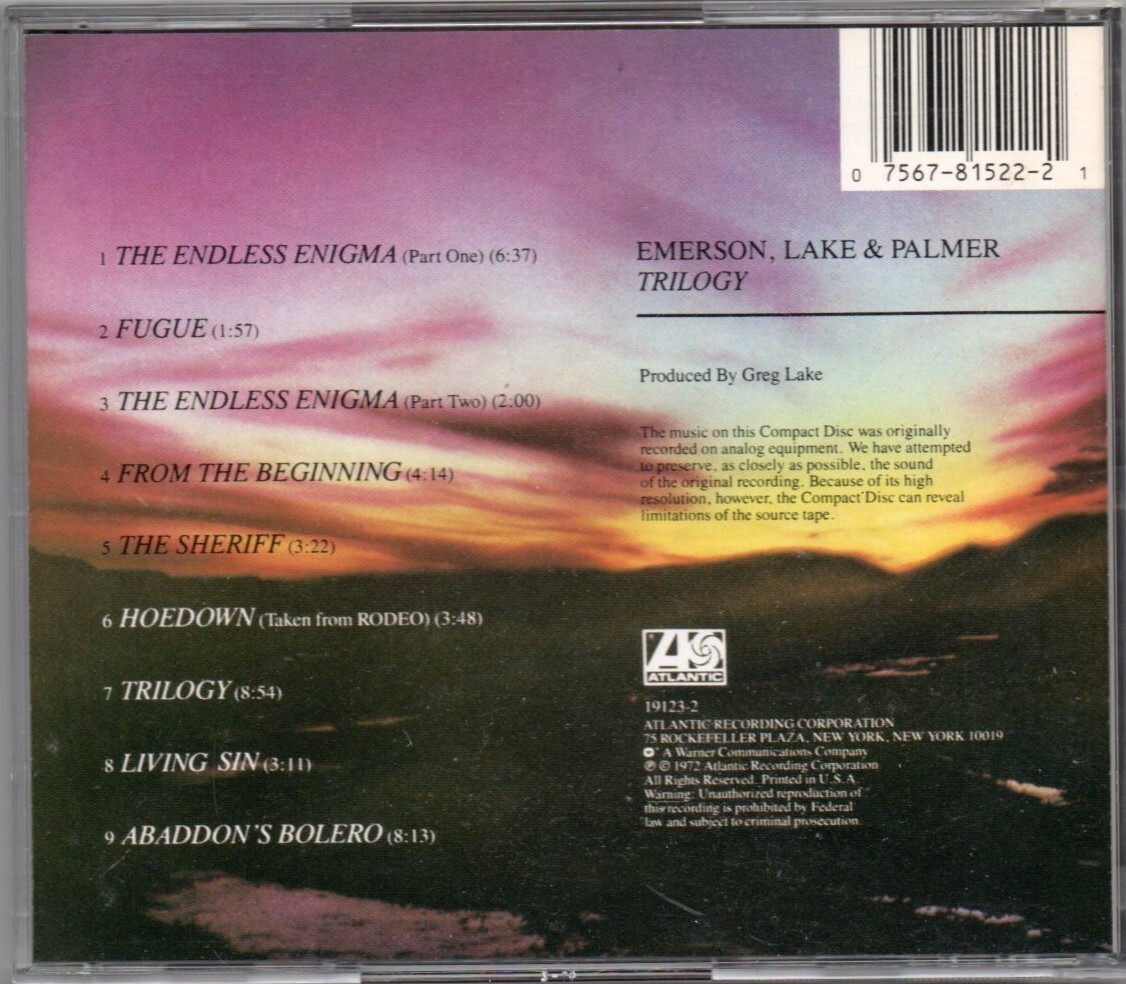 0 7567-81522-2 1
1 THE ENDLESS ENIGMA (Part One) (6:37)
2 FUGUE (1:57)
3 THE ENDLESS ENIGMA (Part Two) (2:00)
4 FROM THE BEGINNING (4:14)
5 THE SHERIFF (3:22)
6 HOEDOWN (Taken from RODEO) (3:48)
7 TRILOGY (8:54)
8 LIVING SIN (3:11)
9 ABADDON'S BOLERO (8:13)
EMERSON, LAKE & PALMER
TRILOGY
Produced By Greg Lake
The music on this Compact Disc was originally
recorded on analog equipment. We have attempted
to preserve, as closely as possible, the sound
of the original recording. Because of its high
resolution, however, the Compact Disc can reveal
limitations of the source tape.
ATLANTIC
19123-2
ATLANTIC RECORDING CORPORATION
75 ROCKEFELLER PLAZA, NEW YORK, NEW YORK 10019
A Warner Communications Company
℗ © 1972 Atlantic Recording Corporation
All Rights Reserved. Printed in U.S.A.
Warning: Unauthorized reproduction of
this recording is prohibited by Federal
law and subject to criminal prosecution.